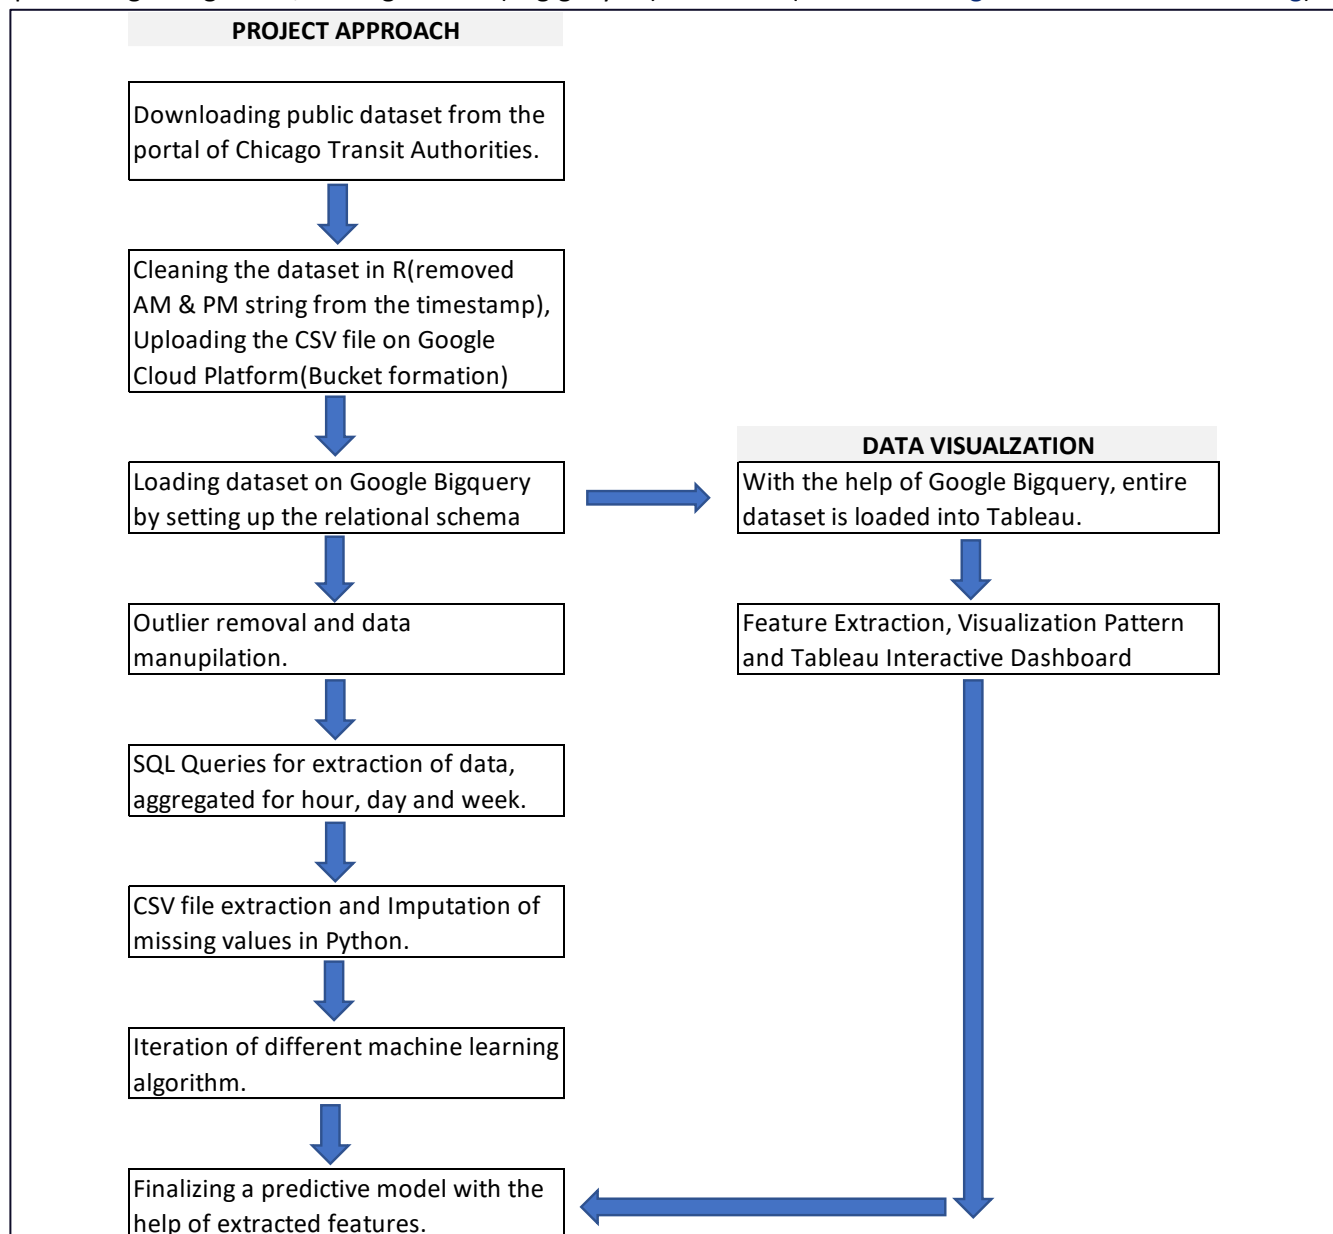 PROJECT APPROACH
Downloading public dataset from the
portal of Chicago Transit Authorities.
Cleaning the dataset in R(removed
AM & PM string from the timestamp),
Uploading the CSV file on Google
Cloud Platform(Bucket formation)
Loading dataset on Google Bigquery
by setting up the relational schema
Outlier removal and data
manupilation.
SQL Queries for extraction of data,
aggregated for hour, day and week.
CSV file extraction and Imputation of
missing values in Python.
Iteration of different machine learning
algorithm.
Finalizing a predictive model with the
help of extracted features.
DATA VISUALZATION
With the help of Google Bigquery, entire
dataset is loaded into Tableau.
Feature Extraction, Visualization Pattern
and Tableau Interactive Dashboard